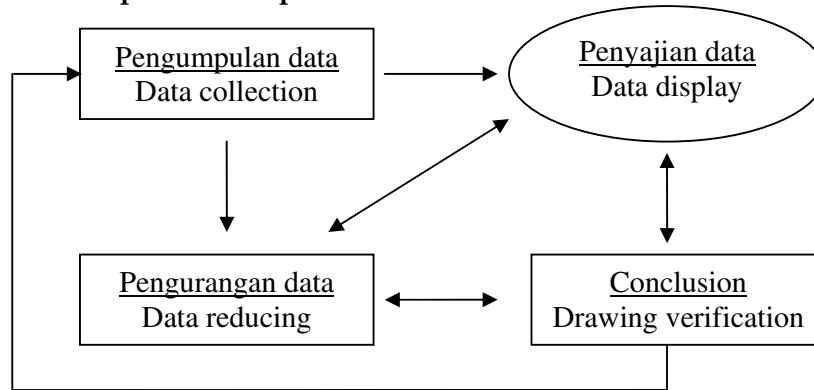 Pengumpulan data
Data collection
Penyajian data
Data display
Pengurangan data
Data reducing
Conclusion
Drawing verification